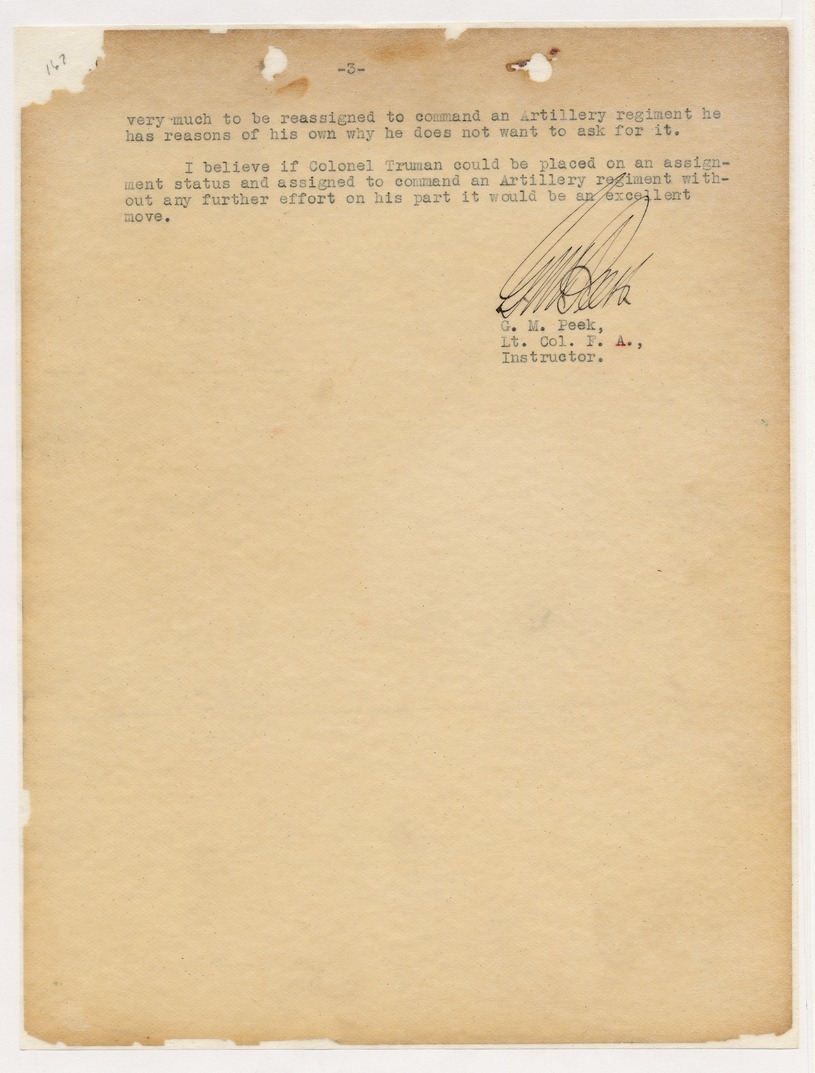 167
-3-
very much to be reassigned to command an Artillery regiment he
has reasons of his own why he does not want to ask for it.
I believe if Colonel Truman could be placed on an assign-
ment status and assigned to command an Artillery regiment with-
out any further effort on his part it would be an excellent
move.
GM Peek
G. M. Peek,
Lt. Col. F. A.,
Instructor.